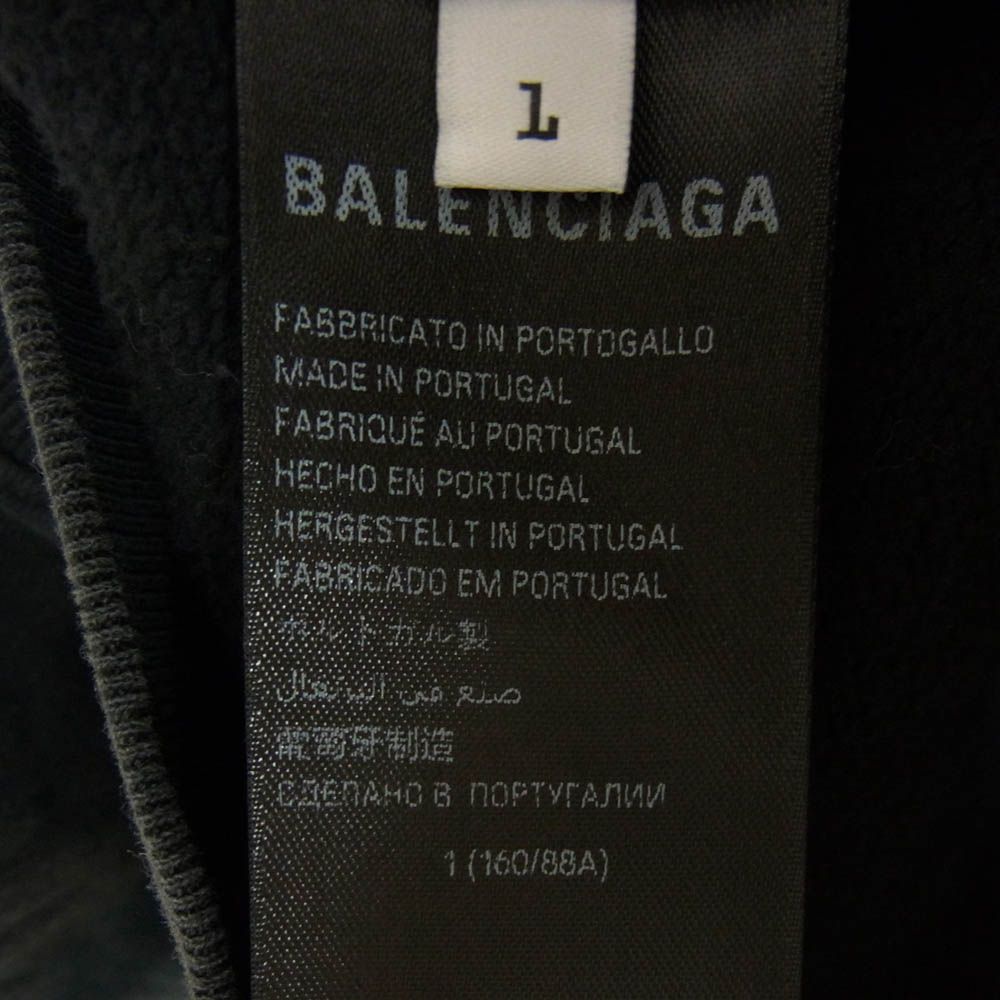 1
BALENCIAGA
FABBRICATO IN PORTOGALLO
MADE IN PORTUGAL
FABRIQUÉ AU PORTUGAL
HECHO EN PORTUGAL
HERGESTELLT IN PORTUGAL
FABRICADO EM PORTUGAL
ポルトガル製
صنع في البرتغال
葡萄牙制造
СДЕЛАНО В ПОРТУГАЛИИ
1 (160/88A)